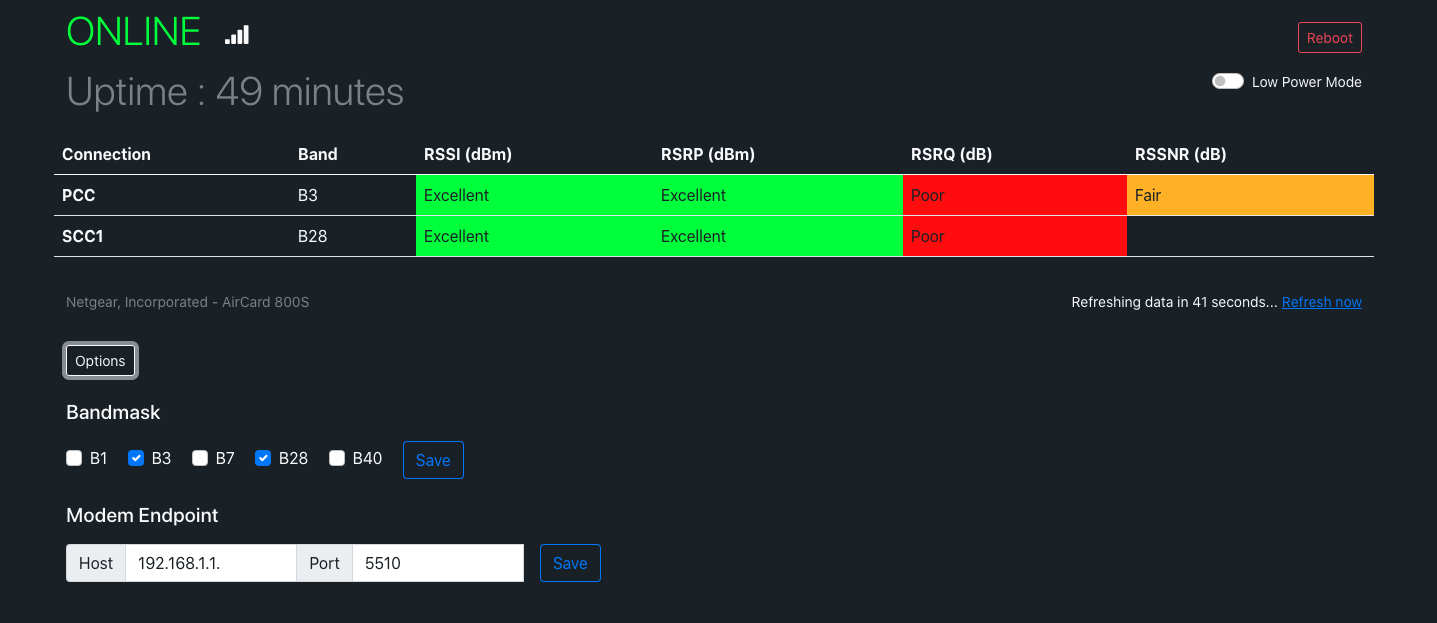 ONLINE
Reboot
Uptime : 49 minutes
Low Power Mode
Connection Band RSSI (dBm) RSRP (dBm) RSRQ (dB) RSSNR (dB)
PCC B3 Excellent Excellent Poor Fair
SCC1 B28 Excellent Excellent Poor
Netgear, Incorporated - AirCard 800S Refreshing data in 41 seconds... Refresh now
Options
Bandmask
B1 B3 B7 B28 B40 Save
Modem Endpoint
Host 192.168.1.1. Port 5510 Save